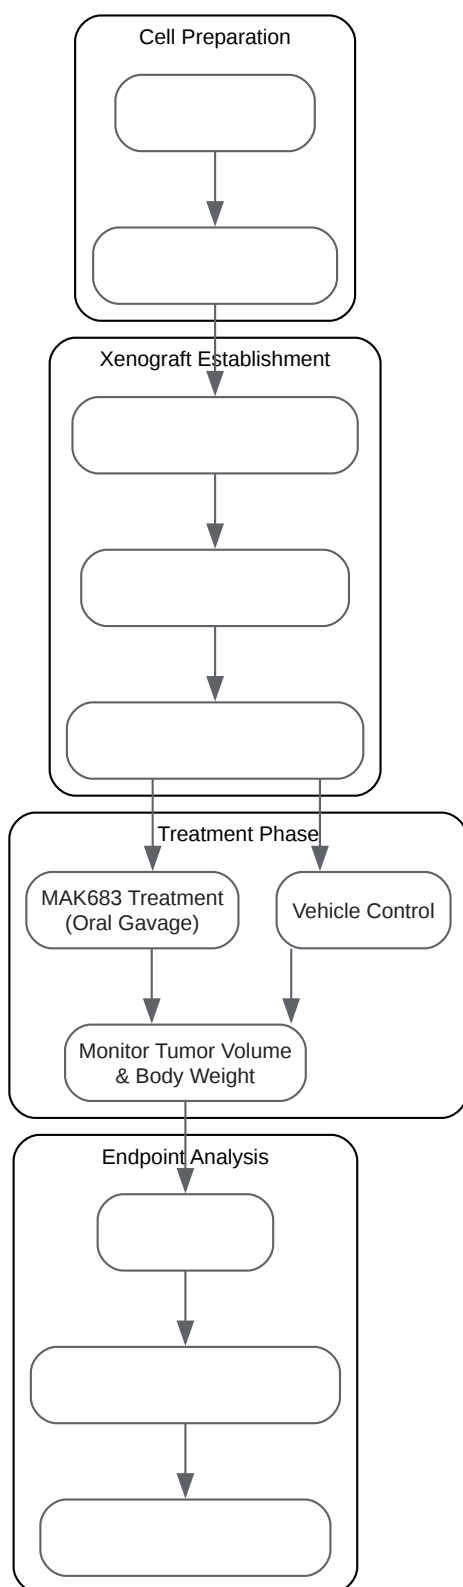 Cell Preparation
Xenograft Establishment
Treatment Phase
MAK683 Treatment
(Oral Gavage)
Vehicle Control
Monitor Tumor Volume
& Body Weight
Endpoint Analysis